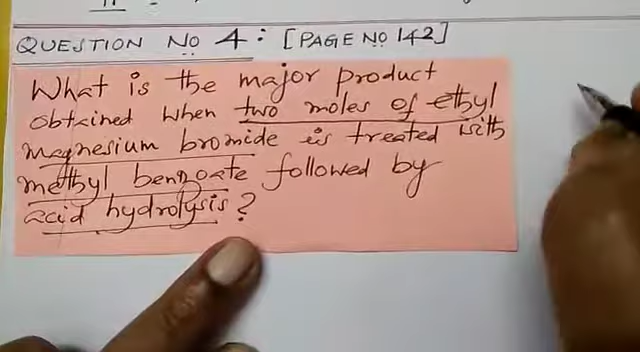 QUESTION NO 4: [PAGE NO 142]
What is the major product
obtained when two moles of ethyl
magnesium bromide is treated with
methyl benzoate followed by
acid hydrolysis?